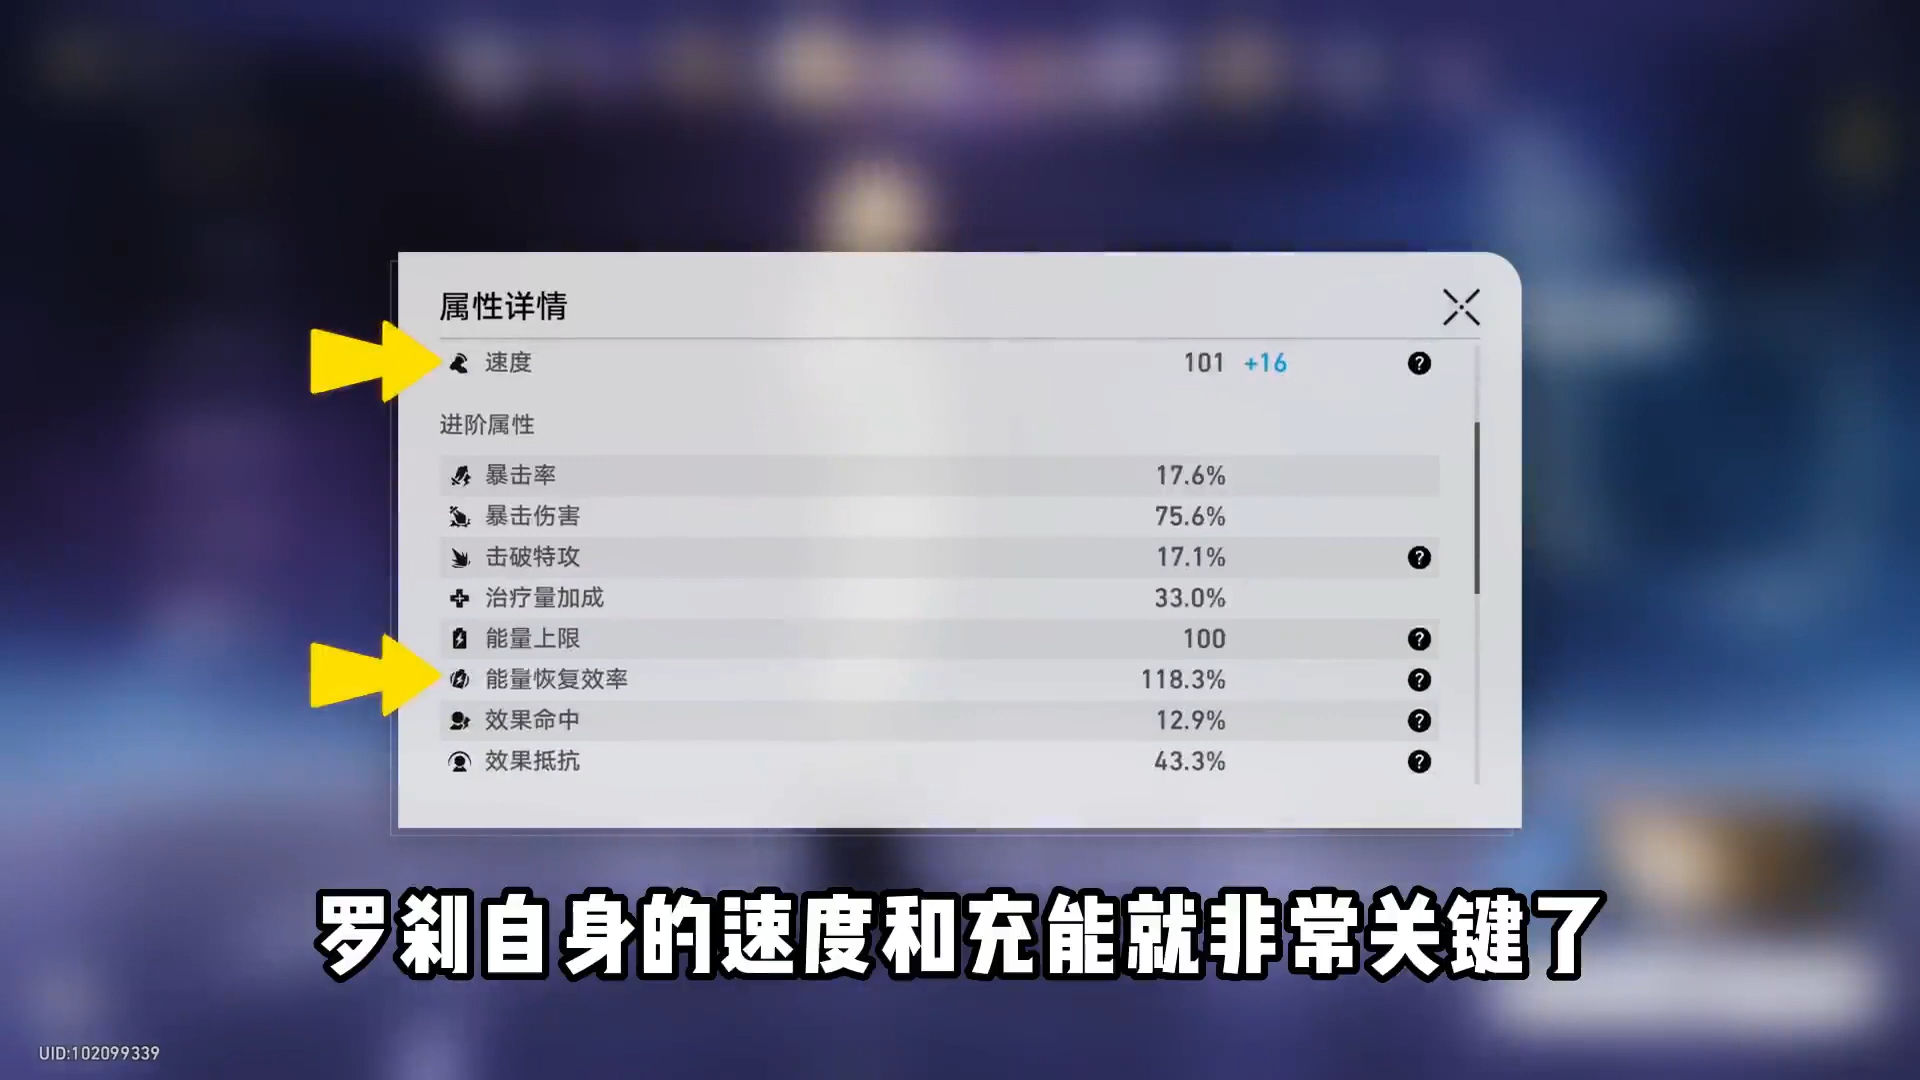 属性详情
速度 101 +16
进阶属性
暴击率 17.6%
暴击伤害 75.6%
击破特攻 17.1%
治疗量加成 33.0%
能量上限 100
能量恢复效率 118.3%
效果命中 12.9%
效果抵抗 43.3%
罗刹自身的速度和充能就非常关键了
UID:102099339